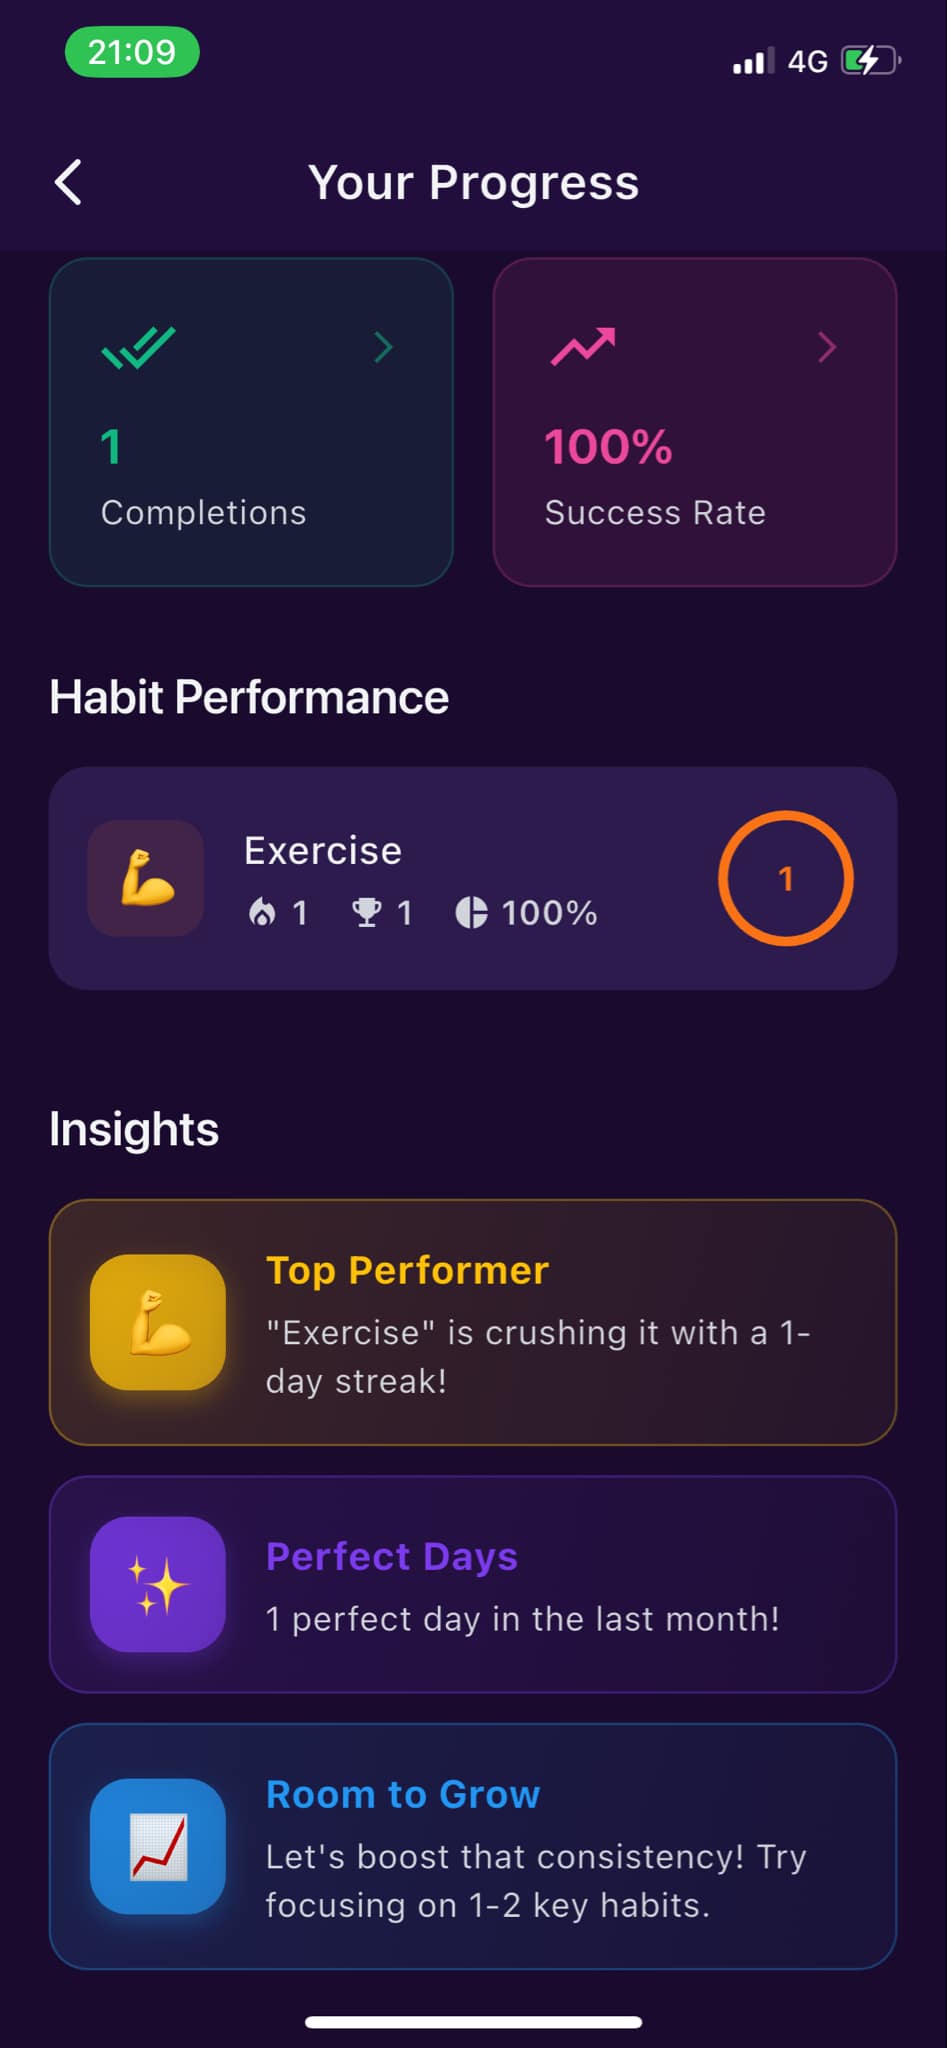 21:09
4G
Your Progress
1
Completions
100%
Success Rate
Habit Performance
Exercise
1 1 100%
1
Insights
Top Performer
"Exercise" is crushing it with a 1-
day streak!
Perfect Days
1 perfect day in the last month!
Room to Grow
Let's boost that consistency! Try
focusing on 1-2 key habits.